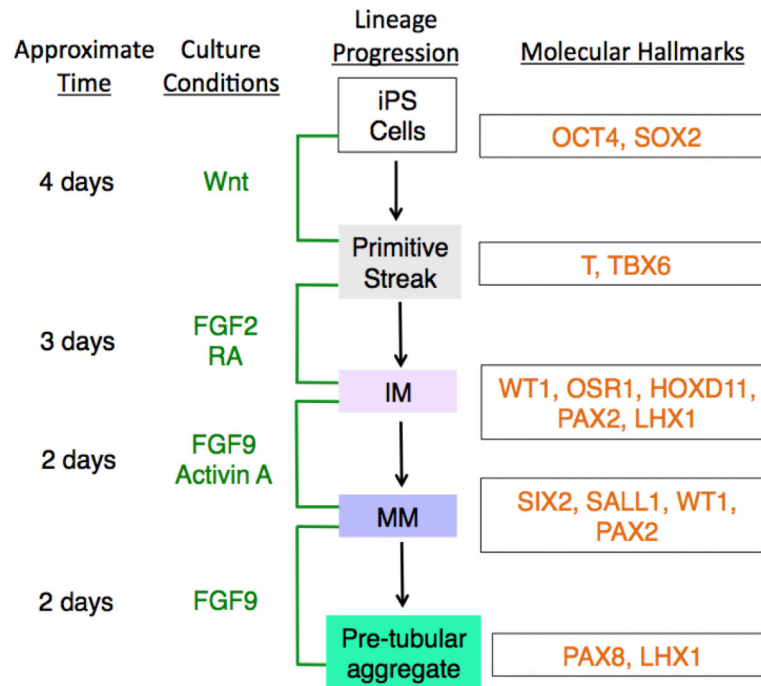 Approximate
Time
Culture
Conditions
Lineage
Progression
Molecular Hallmarks
iPS
Cells
OCT4, SOX2
4 days
Wnt
Primitive
Streak
T, TBX6
3 days
FGF2
RA
IM
WT1, OSR1, HOXD11,
PAX2, LHX1
2 days
FGF9
Activin A
MM
SIX2, SALL1, WT1,
PAX2
2 days
FGF9
Pre-tubular
aggregate
PAX8, LHX1